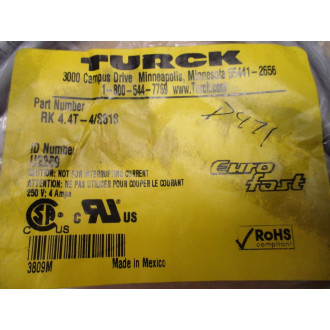 TURCK
3000 Campus Drive Minneapolis, Minnesota 55441-2656
1-800-544-7769 www.Turck.com
Part Number
RK 4.4T-4/S618
ID Number
CAUTION: NOT FOR INTERRUPTING CURRENT
ATTENTION: NE PAS UTILISER POUR COUPER LE COURANT
250 V; 4 Amps
Euro
fast
C US
C US
RoHS
compliant
3809M
Made in Mexico